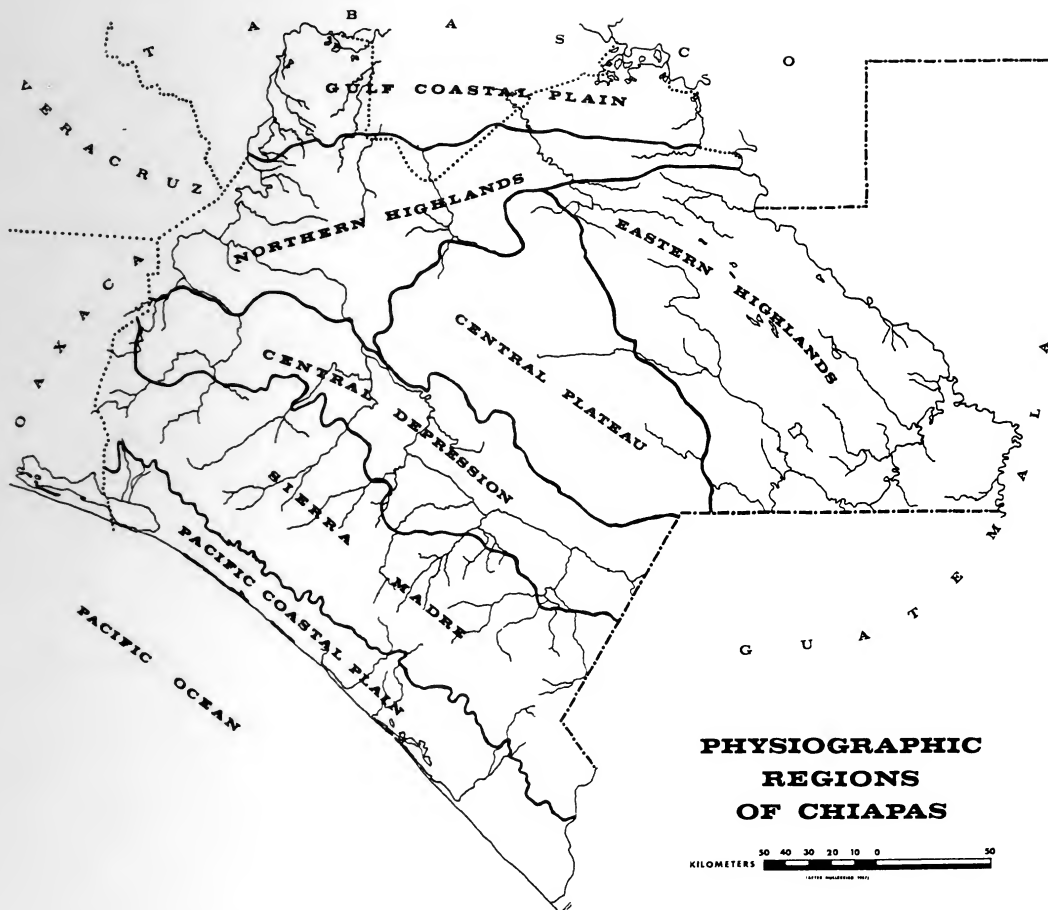 TABASCO
VERACRUZ
OAXACA
GULF COASTAL PLAIN
NORTHERN HIGHLANDS
EASTERN HIGHLANDS
CENTRAL PLATEAU
CENTRAL DEPRESSION
SIERRA MADRE
PACIFIC COASTAL PLAIN
PACIFIC OCEAN
GUATEMALA
PHYSIOGRAPHIC
REGIONS
OF CHIAPAS
50 40 30 20 10 0 50
KILOMETERS